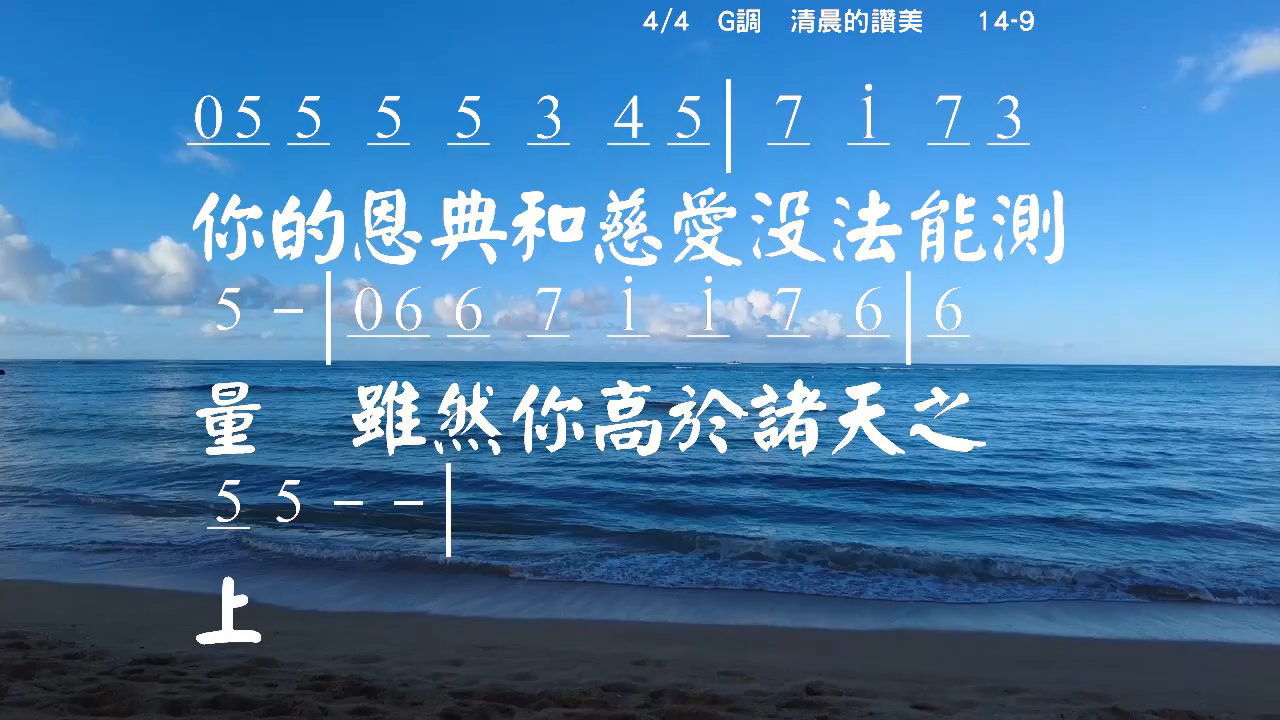 4/4 G調 清晨的讚美 14-9
05 5 5 5 3 4 5 | 7 i 7 3
你的恩典和慈愛没法能測
5 - | 06 6 7 i i 7 6 | 6
量 雖然你高於諸天之
5 5 - - |
上